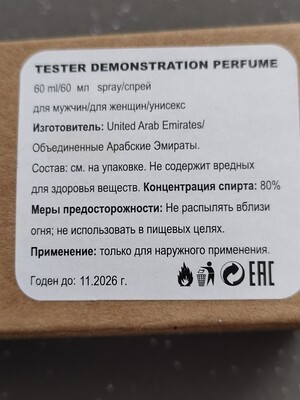 TESTER DEMONSTRATION PERFUME
60 ml/60 мл spray/спрей
для мужчин/для женщин/унисекс
Изготовитель: United Arab Emirates/
Объединенные Арабские Эмираты.
Состав: см. на упаковке. Не содержит вредных
для здоровья веществ. Концентрация спирта: 80%
Меры предосторожности: Не распылять вблизи
огня; не использовать в пищевых целях.
Применение: только для наружного применения.
Годен до: 11.2026 г.
EAC